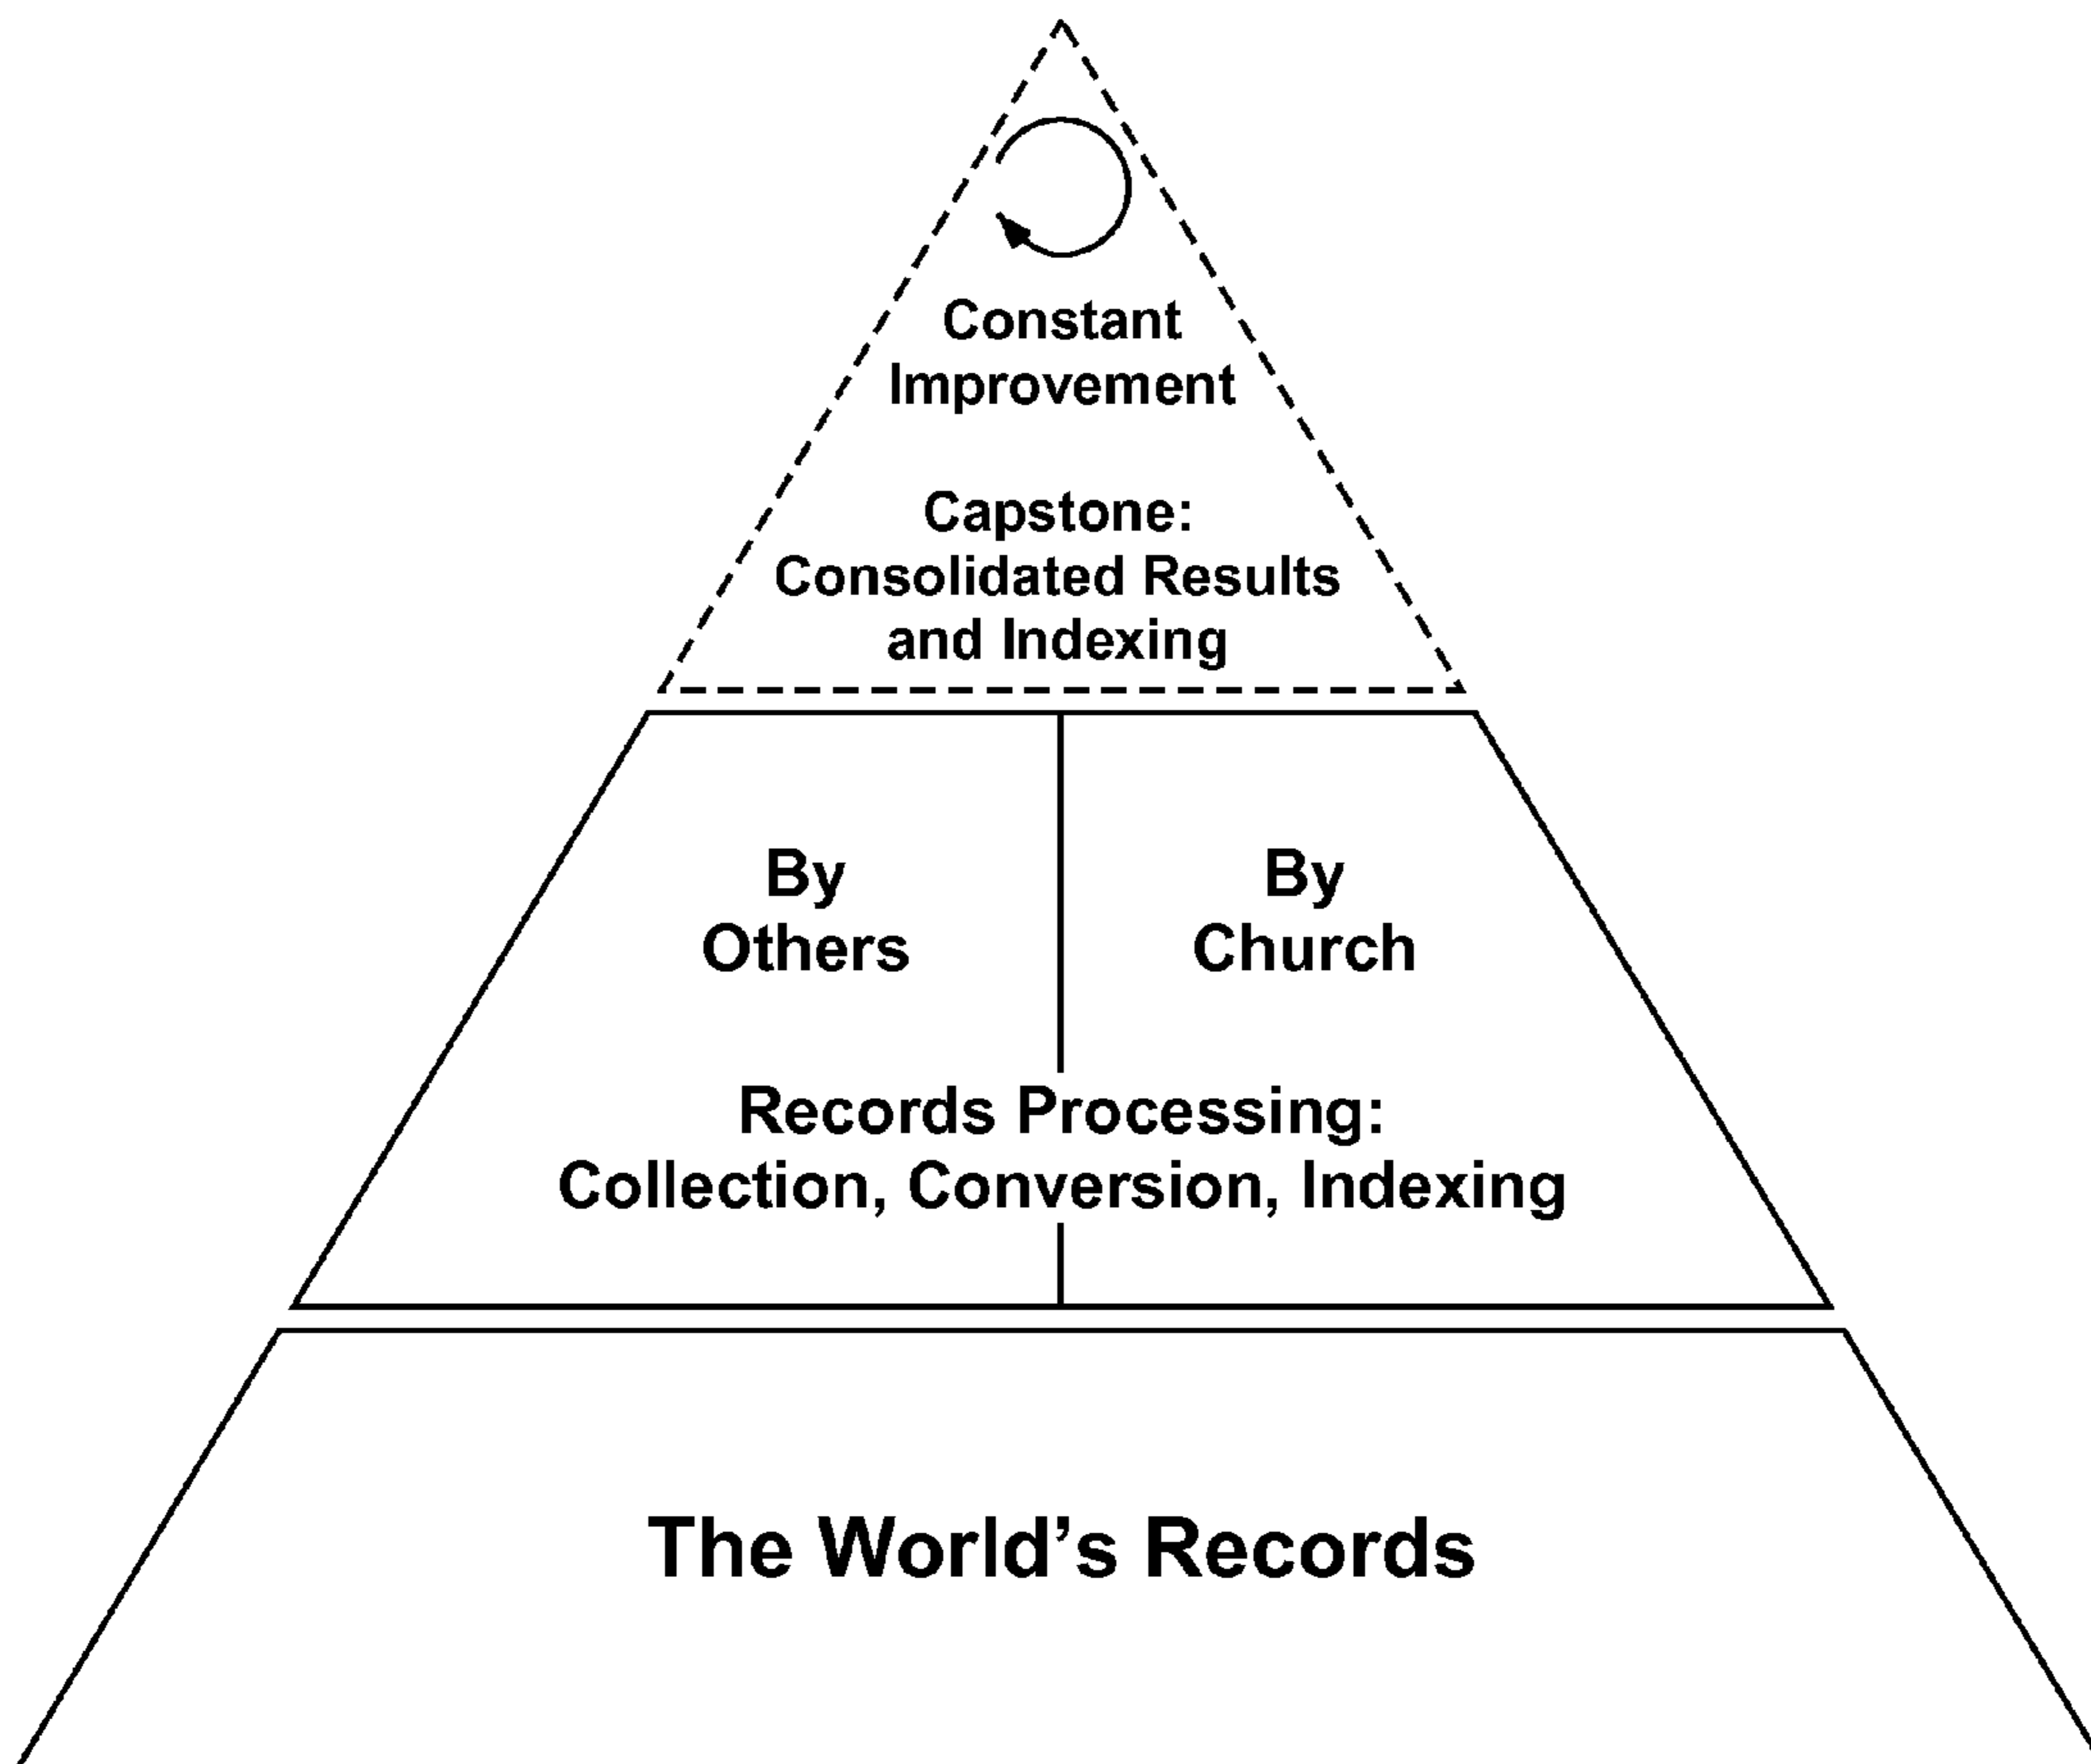 Constant
Improvement
Capstone:
Consolidated Results
and Indexing
By
Others
By
Church
Records Processing:
Collection, Conversion, Indexing
The World’s Records